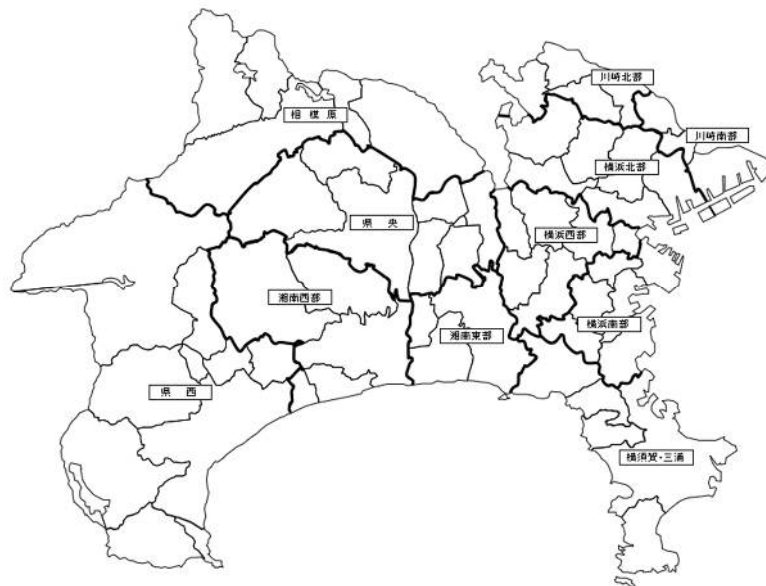 川崎北部
相模原
川崎南部
横浜北部
県央
横浜西部
湘南西部
横浜南部
湘南東部
県西
横須賀・三浦